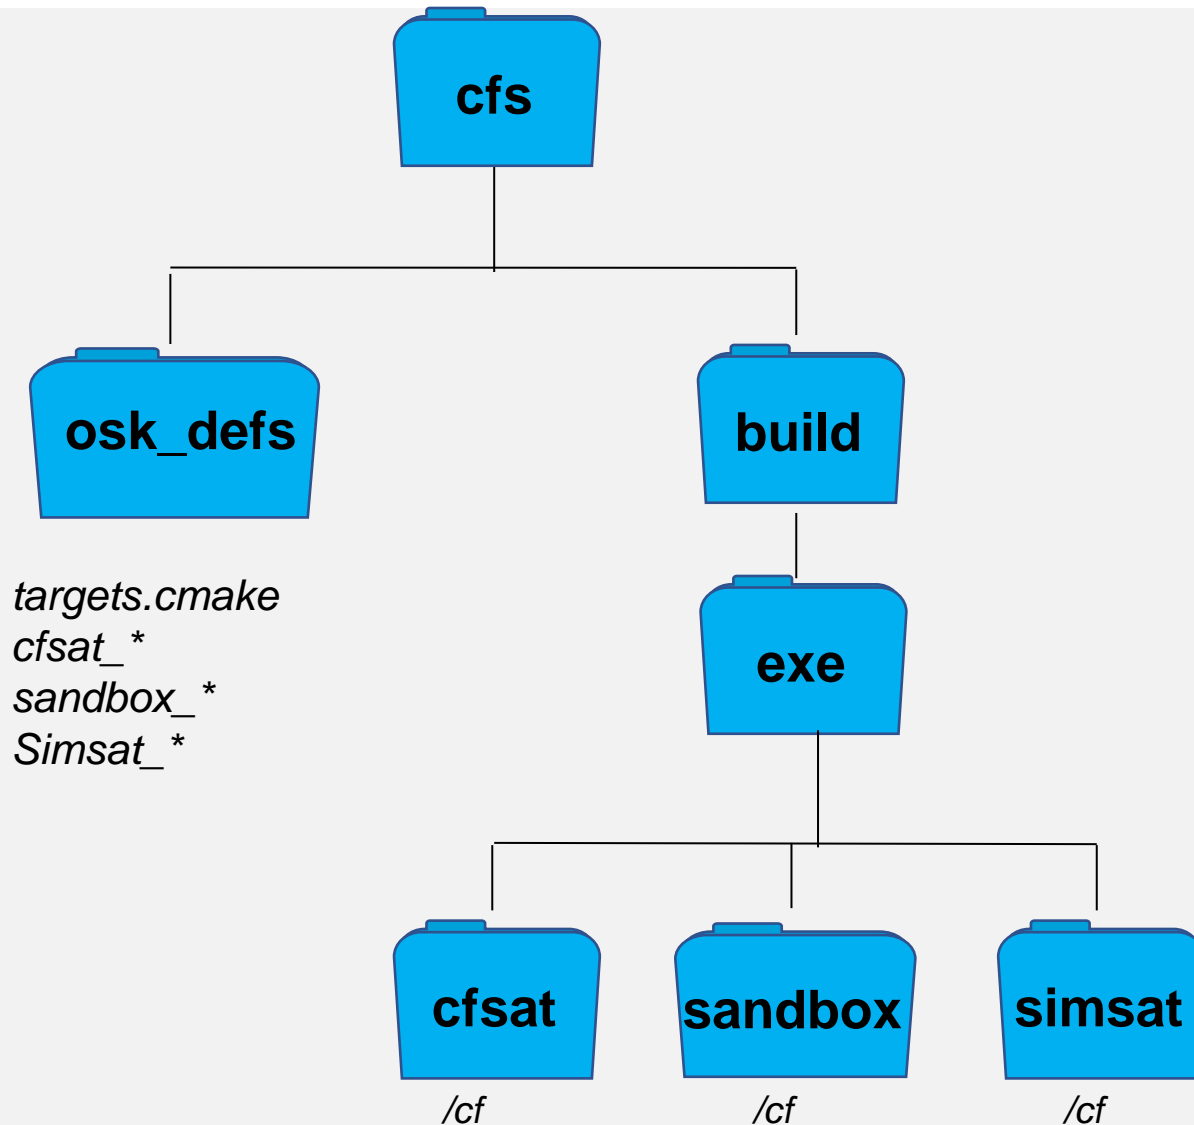 cfs
osk_defs
build
targets.cmake
cfsat_*
sandbox_*
Simsat_*
exe
cfsat
sandbox
simsat
/cf
/cf
/cf